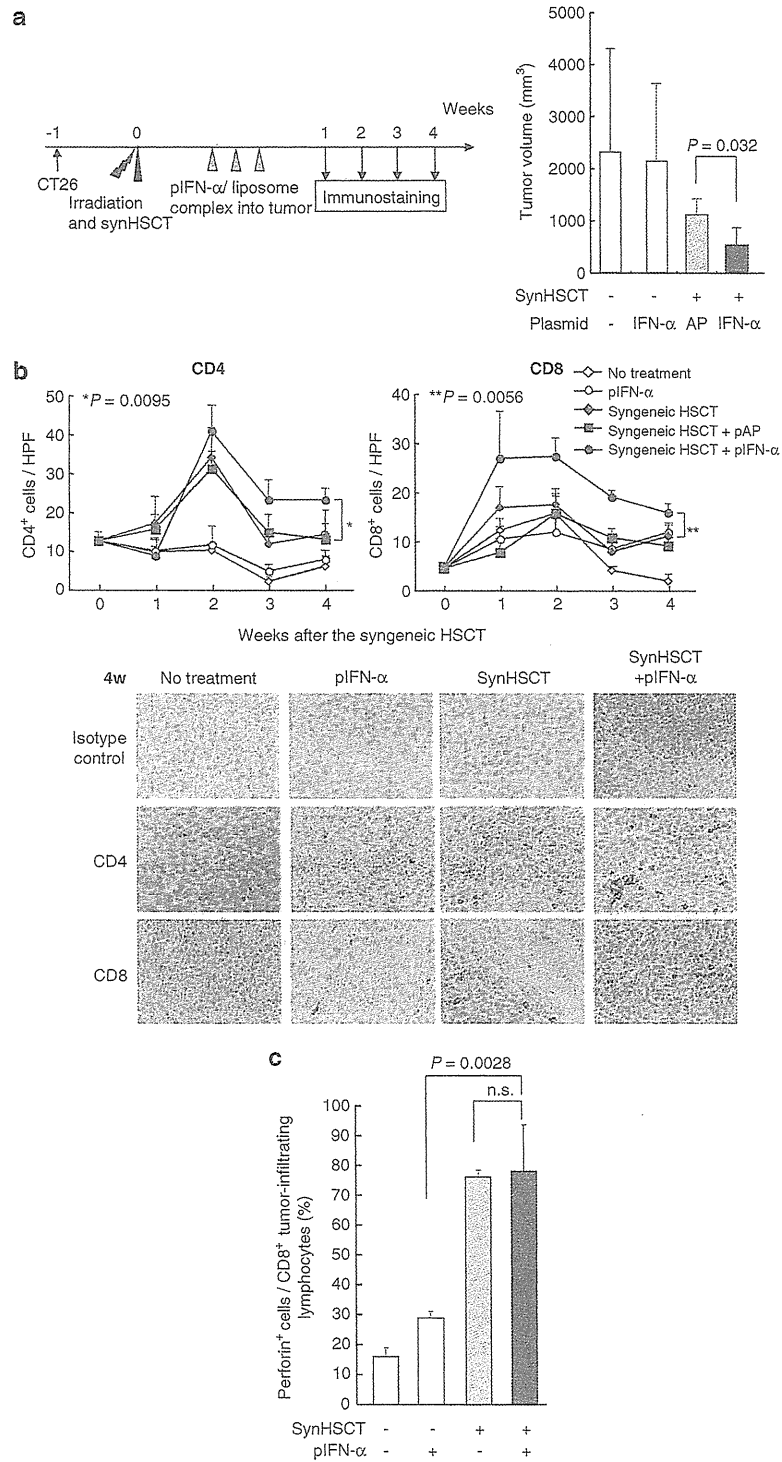 a
Weeks
-1 0 1 2 3 4
CT26
Irradiation
and synHSCT
pIFN-α/ liposome
complex into tumor
Immunostaining
Tumor volume (mm³)
5000
4000
3000
2000
1000
0
P = 0.032
SynHSCT - - + +
Plasmid - IFN-α AP IFN-α
b
CD4
*P = 0.0095
CD4⁺ cells / HPF
50
40
30
20
10
0
0 1 2 3 4
*
CD8
**P = 0.0056
CD8⁺ cells / HPF
40
30
20
10
0
0 1 2 3 4
**
No treatment
pIFN-α
Syngeneic HSCT
Syngeneic HSCT + pAP
Syngeneic HSCT + pIFN-α
Weeks after the syngeneic HSCT
4w No treatment pIFN-α SynHSCT SynHSCT
+pIFN-α
Isotype
control
CD4
CD8
c
P = 0.0028
n.s.
Perforin⁺ cells / CD8⁺ tumor-infiltrating
lymphocytes (%)
100
90
80
70
60
50
40
30
20
10
0
SynHSCT - - + +
pIFN-α - + - +